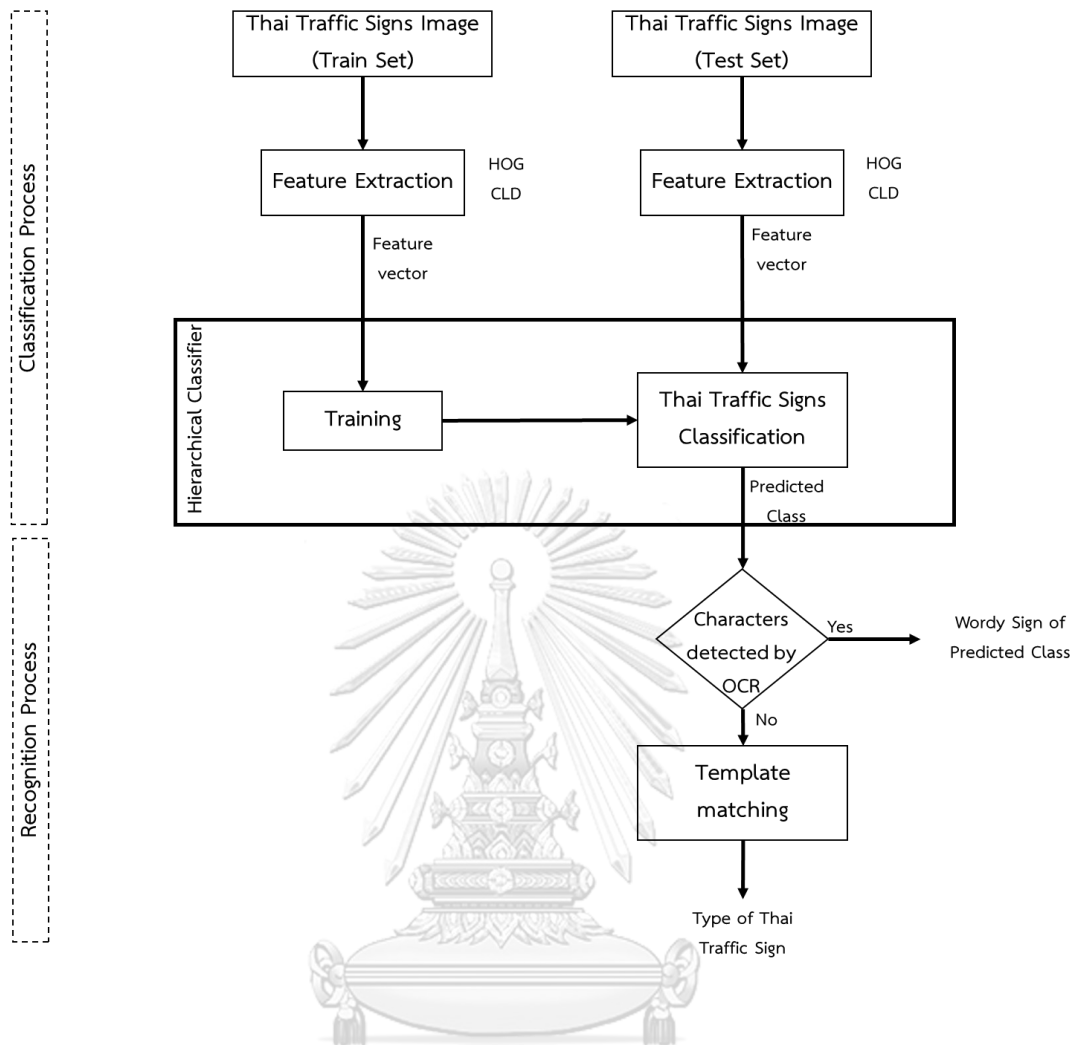 Thai Traffic Signs Image
(Train Set)
Thai Traffic Signs Image
(Test Set)
Classification Process
Feature Extraction
HOG
CLD
Feature Extraction
HOG
CLD
Feature
vector
Feature
vector
Hierarchical Classifier
Training
Thai Traffic Signs
Classification
Predicted
Class
Recognition Process
Characters
detected by
OCR
Yes
Wordy Sign of
Predicted Class
No
Template
matching
Type of Thai
Traffic Sign